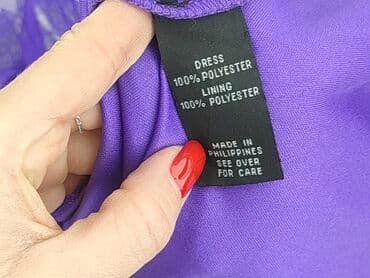 DRESS
100% POLYESTER
LINING
100% POLYESTER
MADE IN
PHILIPPINES
SEE OVER
FOR CARE